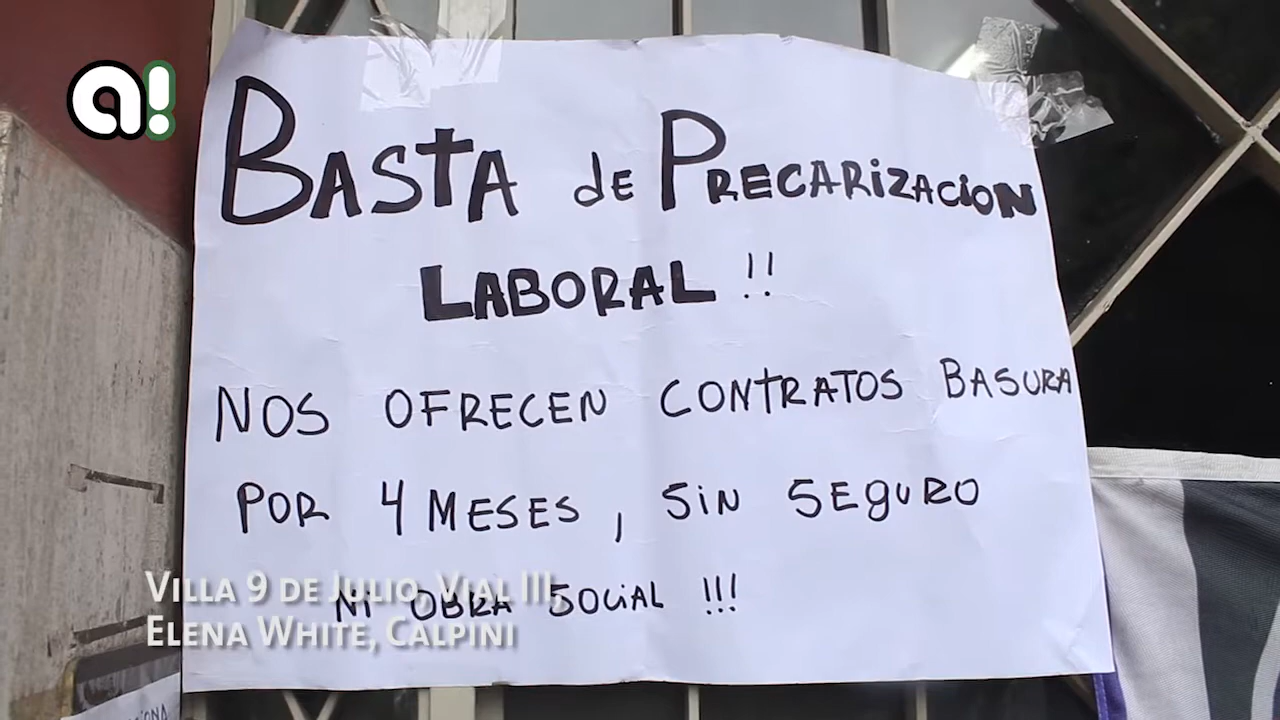 a!
BASTA dE PRECARiZACION
LABORAL !!
NOS OFRECEN CONTRATOS BASURA
POR 4 MESES, SiN SEguRO
Ni OBRA SOCiAL !!!
VILLA 9 DE JULIO, VIAL III,
ELENA WHITE, CALPINI